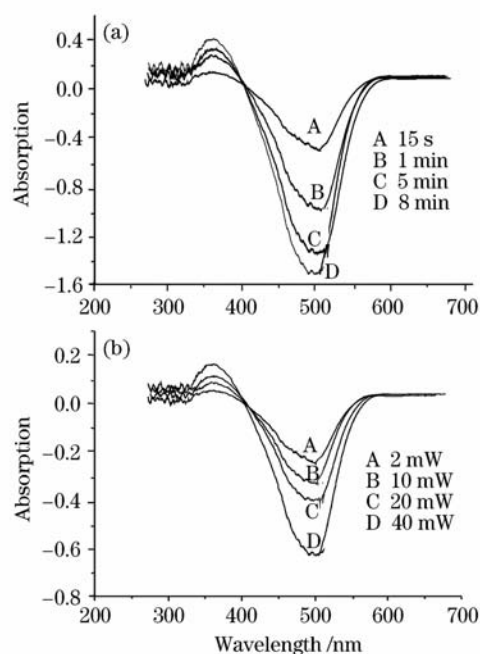 (a)
0.4
0.0
−0.4
−0.8
−1.2
−1.6
Absorption
A
B
C
D
A 15 s
B 1 min
C 5 min
D 8 min
200 300 400 500 600 700
(b)
0.2
0.0
−0.2
−0.4
−0.6
−0.8
Absorption
A
B
C
D
A 2 mW
B 10 mW
C 20 mW
D 40 mW
200 300 400 500 600 700
Wavelength /nm